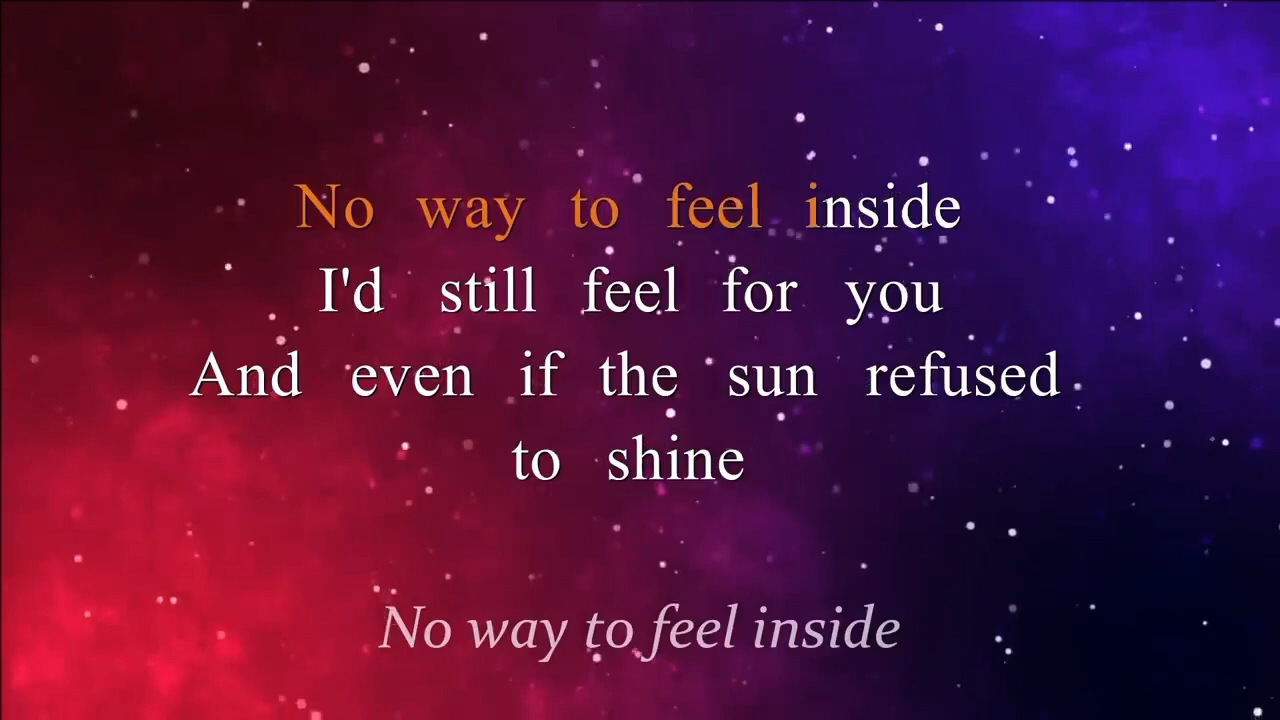 No way to feel inside
I'd still feel for you
And even if the sun refused
to shine
No way to feel inside